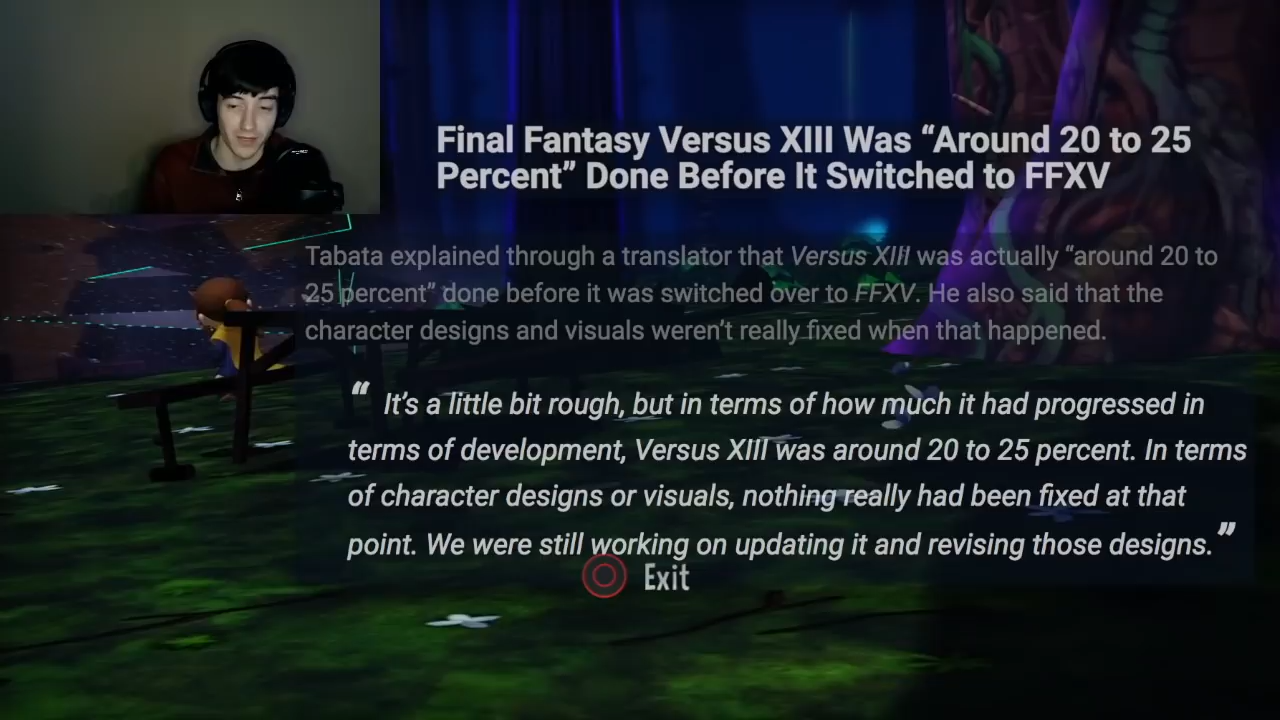 Final Fantasy Versus XIII Was “Around 20 to 25
Percent” Done Before It Switched to FFXV
Tabata explained through a translator that Versus XIII was actually “around 20 to
25 percent” done before it was switched over to FFXV. He also said that the
character designs and visuals weren’t really fixed when that happened.
“ It’s a little bit rough, but in terms of how much it had progressed in
terms of development, Versus XIII was around 20 to 25 percent. In terms
of character designs or visuals, nothing really had been fixed at that
point. We were still working on updating it and revising those designs.”
Exit